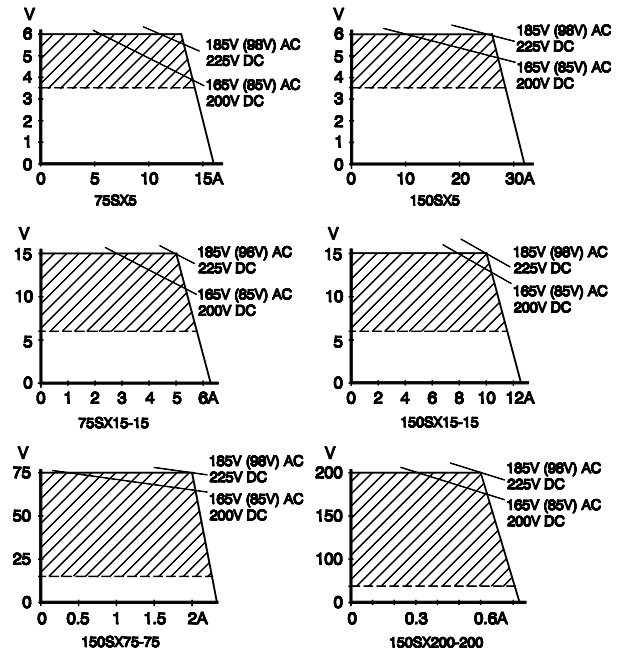 V
6
5
4
3
2
1
0
0 5 10 15A
185V (98V) AC
225V DC
165V (85V) AC
200V DC
75SX5
V
6
5
4
3
2
1
0
0 10 20 30A
185V (98V) AC
225V DC
165V (85V) AC
200V DC
150SX5
V
15
10
5
0
0 1 2 3 4 5 6A
185V (98V) AC
225V DC
165V (85V) AC
200V DC
75SX15-15
V
15
10
5
0
0 2 4 6 8 10 12A
185V (98V) AC
225V DC
165V (85V) AC
200V DC
150SX15-15
V
75
50
25
0
0 0.5 1 1.5 2A
185V (98V) AC
225V DC
165V (85V) AC
200V DC
150SX75-75
V
200
150
100
0
0 0.3 0.6A
185V (98V) AC
225V DC
165V (85V) AC
200V DC
150SX200-200